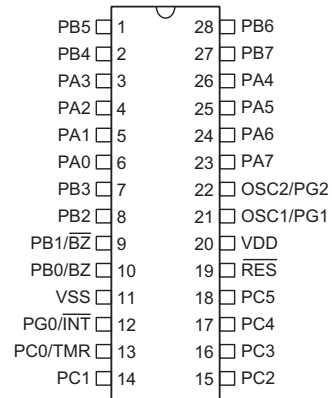 PB5 1 28 PB6
PB4 2 27 PB7
PA3 3 26 PA4
PA2 4 25 PA5
PA1 5 24 PA6
PA0 6 23 PA7
PB3 7 22 OSC2/PG2
PB2 8 21 OSC1/PG1
PB1/B̅Z̅ 9 20 VDD
PB0/BZ 10 19 R̅E̅S̅
VSS 11 18 PC5
PG0/I̅N̅T̅ 12 17 PC4
PC0/TMR 13 16 PC3
PC1 14 15 PC2